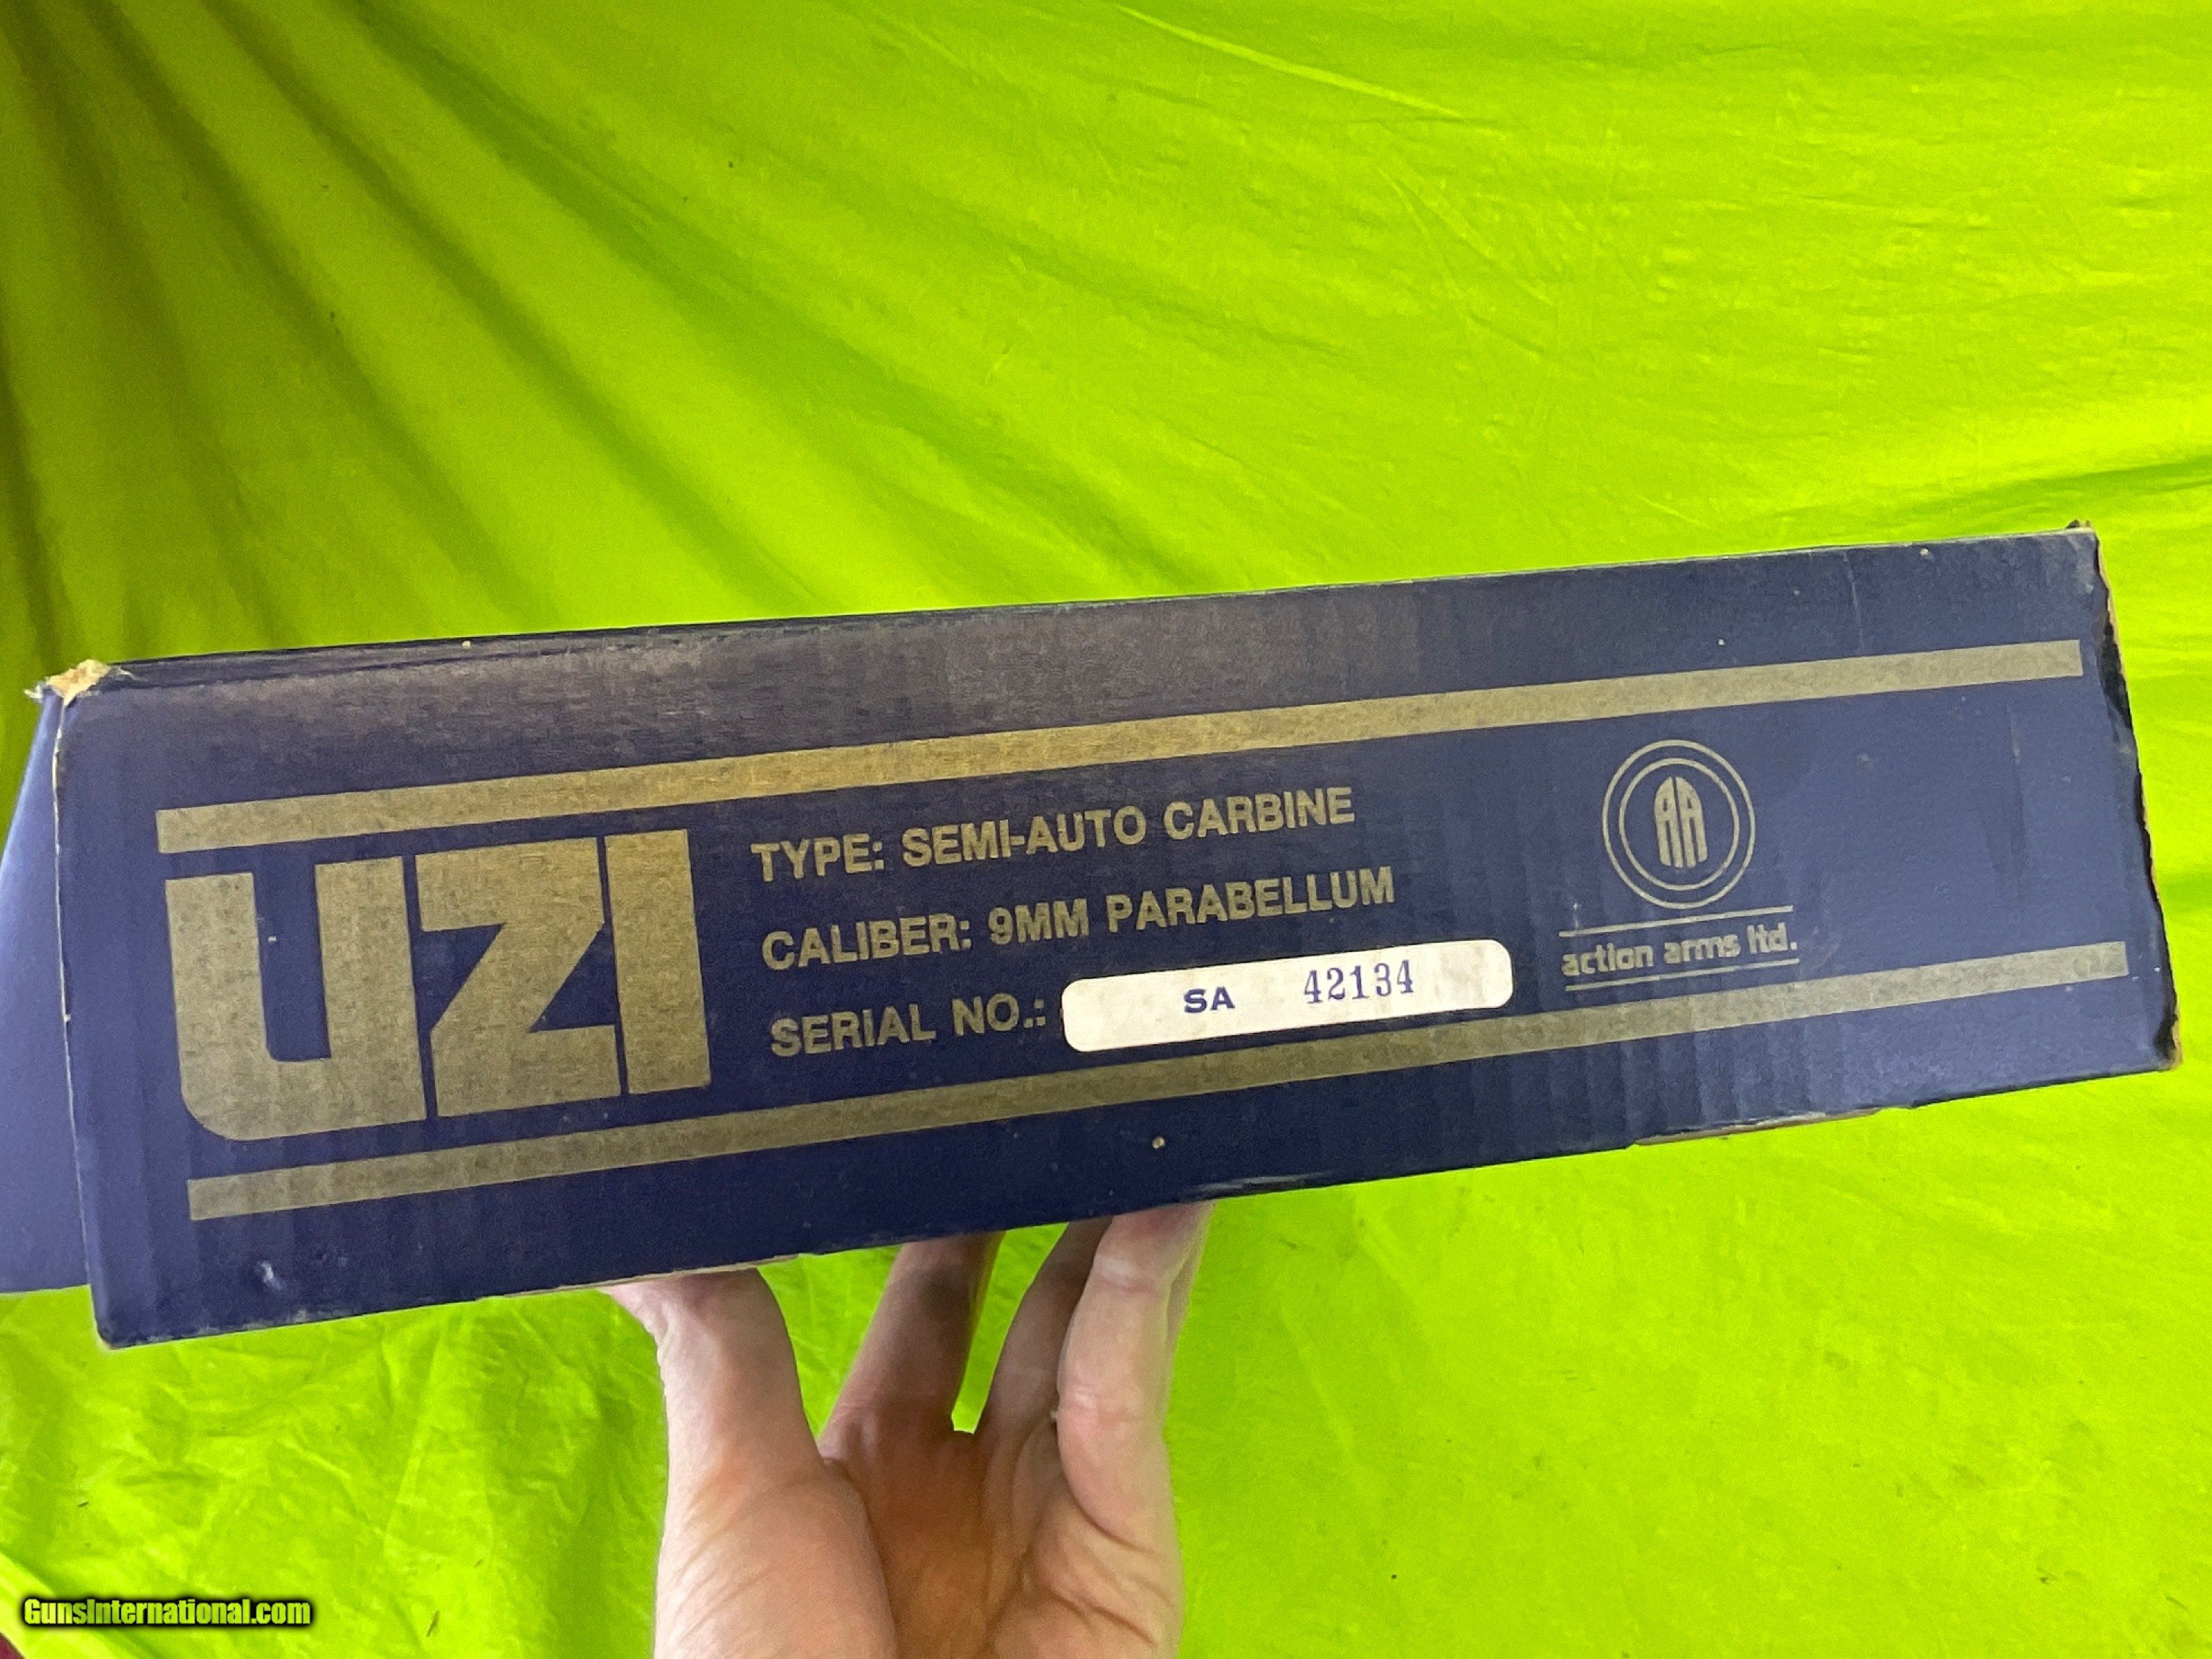 UZI
TYPE: SEMI-AUTO CARBINE
CALIBER: 9MM PARABELLUM
SERIAL NO.: SA 42134
AA
action arms ltd.
GunsInternational.com